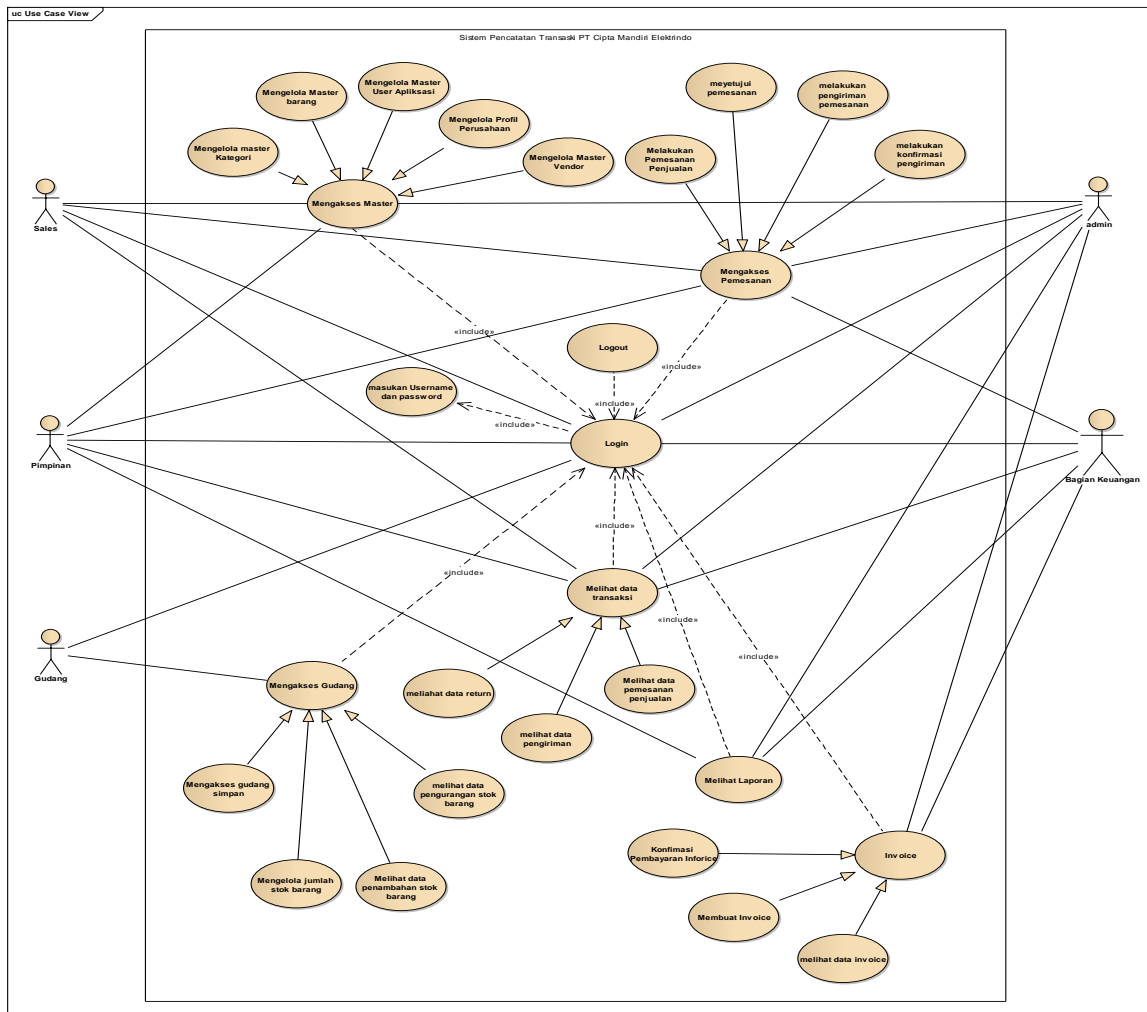 uc Use Case View
Sistem Pencatatan Transaski PT Cipta Mandiri Elektrindo
Mengelola Master
barang
Mengelola Master
User Apliksasi
Mengelola Profil
Perusahaan
Mengelola master
Kategori
Mengelola Master
Vendor
Mengakses Master
meyetujui
pemesanan
melakukan
pengiriman
pemesanan
Melakukan
Pemesanan
Penjualan
melakukan
konfirmasi
pengiriman
Mengakses
Pemesanan
Sales
admin
«include»
Logout
«include»
masukan Username
dan password
«include»
«include»
Login
Pimpinan
Bagian Keuangan
«include»
«include»
Melihat data
transaksi
«include»
«include»
Gudang
Mengakses Gudang
meliahat data return
Melihat data
pemesanan
penjualan
melihat data
pengiriman
Mengakses gudang
simpan
melihat data
pengurangan stok
barang
Melihat Laporan
Mengelola jumlah
stok barang
Melihat data
penambahan stok
barang
Konfimasi
Pembayaran Inforice
Invoice
Membuat Invoice
melihat data invoice